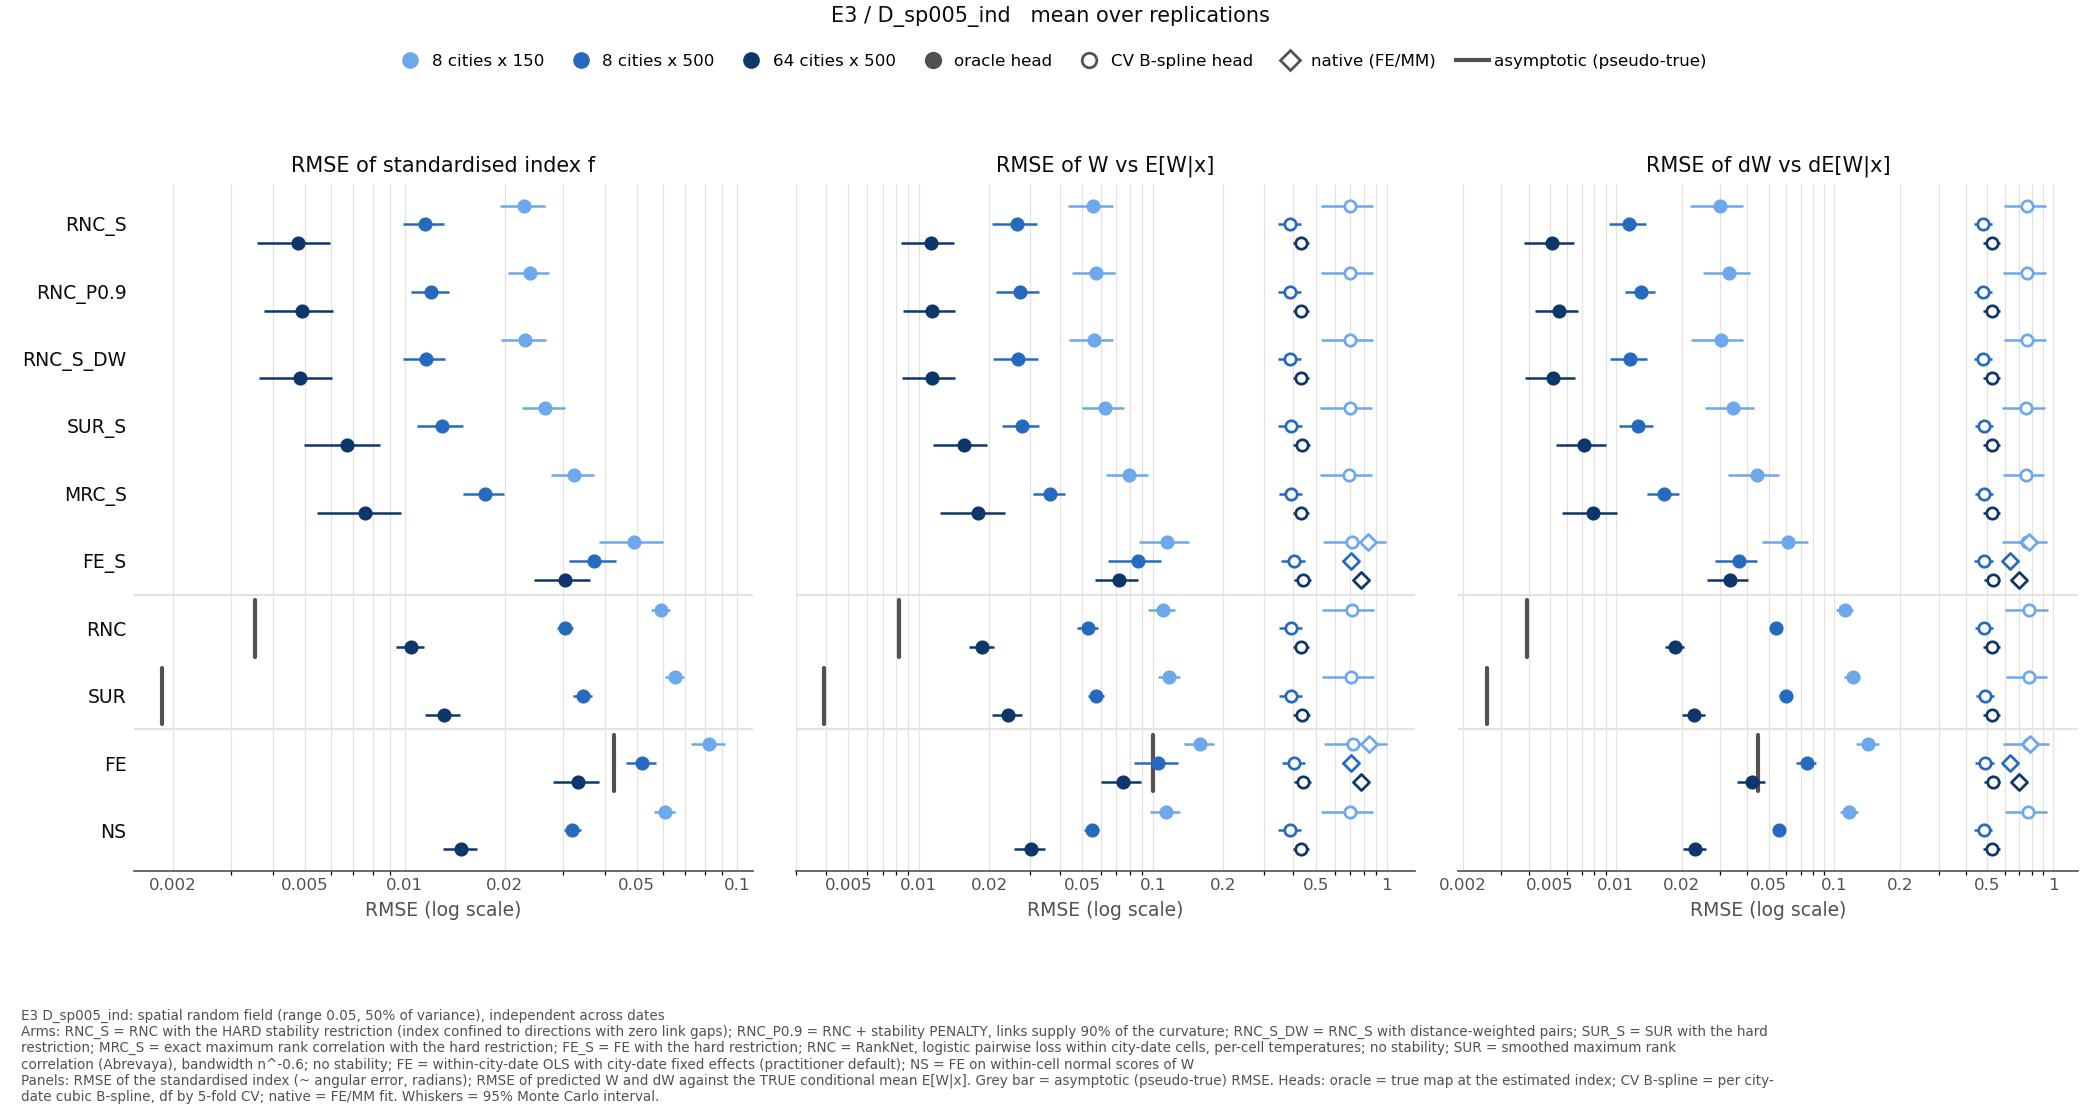 E3 / D_sp005_ind   mean over replications
8 cities x 150   8 cities x 500   64 cities x 500   oracle head   CV B-spline head   native (FE/MM)   asymptotic (pseudo-true)
RMSE of standardised index f
RMSE of W vs E[W|x]
RMSE of dW vs dE[W|x]
RNC_S
RNC_P0.9
RNC_S_DW
SUR_S
MRC_S
FE_S
RNC
SUR
FE
NS
0.002 0.005 0.01 0.02 0.05 0.1
0.005 0.01 0.02 0.05 0.1 0.2 0.5 1
0.002 0.005 0.01 0.02 0.05 0.1 0.2 0.5 1
RMSE (log scale)
RMSE (log scale)
RMSE (log scale)
E3 D_sp005_ind: spatial random field (range 0.05, 50% of variance), independent across dates
Arms: RNC_S = RNC with the HARD stability restriction (index confined to directions with zero link gaps); RNC_P0.9 = RNC + stability PENALTY, links supply 90% of the curvature; RNC_S_DW = RNC_S with distance-weighted pairs; SUR_S = SUR with the hard
restriction; MRC_S = exact maximum rank correlation with the hard restriction; FE_S = FE with the hard restriction; RNC = RankNet, logistic pairwise loss within city-date cells, per-cell temperatures; no stability; SUR = smoothed maximum rank
correlation (Abrevaya), bandwidth n^-0.6; no stability; FE = within-city-date OLS with city-date fixed effects (practitioner default); NS = FE on within-cell normal scores of W
Panels: RMSE of the standardised index (~ angular error, radians); RMSE of predicted W and dW against the TRUE conditional mean E[W|x]. Grey bar = asymptotic (pseudo-true) RMSE. Heads: oracle = true map at the estimated index; CV B-spline = per city-
date cubic B-spline, df by 5-fold CV; native = FE/MM fit. Whiskers = 95% Monte Carlo interval.